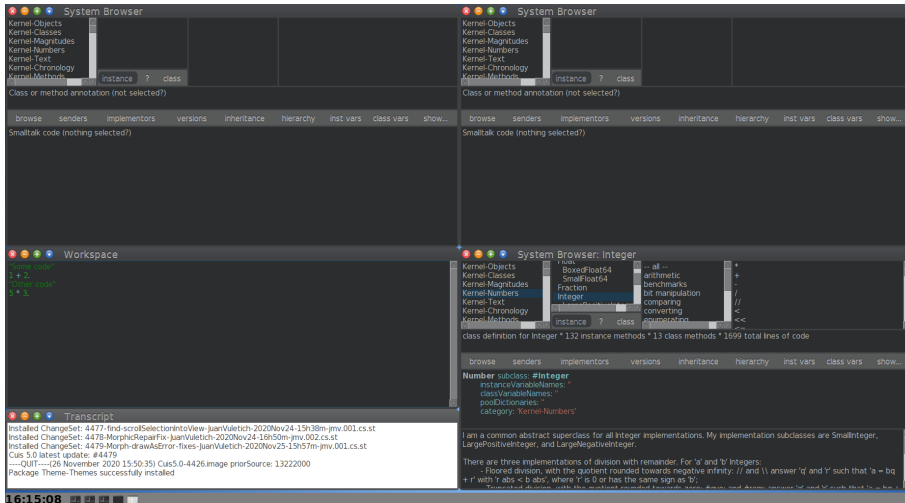 System Browser
Kernel-Objects
Kernel-Classes
Kernel-Magnitudes
Kernel-Numbers
Kernel-Text
Kernel-Chronology
Kernel-Methods
instance ? class
Class or method annotation (not selected?)
browse senders implementors versions inheritance hierarchy inst vars class vars show...
Smalltalk code (nothing selected?)
System Browser
Kernel-Objects
Kernel-Classes
Kernel-Magnitudes
Kernel-Numbers
Kernel-Text
Kernel-Chronology
Kernel-Methods
instance ? class
Class or method annotation (not selected?)
browse senders implementors versions inheritance hierarchy inst vars class vars show...
Smalltalk code (nothing selected?)
Workspace
"Some code"
1 + 2.
"Other code"
5 * 3.
System Browser: Integer
Kernel-Objects
Kernel-Classes
Kernel-Magnitudes
Kernel-Numbers
Kernel-Text
Kernel-Chronology
Kernel-Methods
Float
BoxedFloat64
SmallFloat64
Fraction
Integer
instance ? class
-- all --
arithmetic
benchmarks
bit manipulation
comparing
converting
enumerating
*
+
-
/
//
<
<<
<=
class definition for Integer * 132 instance methods * 13 class methods * 1699 total lines of code
browse senders implementors versions inheritance hierarchy inst vars class vars show...
Number subclass: #Integer
instanceVariableNames: ''
classVariableNames: ''
poolDictionaries: ''
category: 'Kernel-Numbers'
I am a common abstract superclass for all Integer implementations. My implementation subclasses are SmallInteger,
LargePositiveInteger, and LargeNegativeInteger.
There are three implementations of division with remainder. For 'a' and 'b' Integers:
- Floored division, with the quotient rounded towards negative infinity: // and \\ answer 'q' and 'r' such that 'a = bq
+ r' with 'r abs < b abs', where 'r' is 0 or has the same sign as 'b';
Transcript
Installed ChangeSet: 4477-find-scrollSelectionIntoView-JuanVuletich-2020Nov24-15h38m-jmv.001.cs.st
Installed ChangeSet: 4478-MorphicRepairFix-JuanVuletich-2020Nov24-16h50m-jmv.002.cs.st
Installed ChangeSet: 4479-Morph-drawAsError-fixes-JuanVuletich-2020Nov25-15h57m-jmv.001.cs.st
Cuis 5.0 latest update: #4479
----QUIT----(26 November 2020 15:50:35) Cuis5.0-4426.image priorSource: 13222000
Package Theme-Themes successfully installed
16:15:08